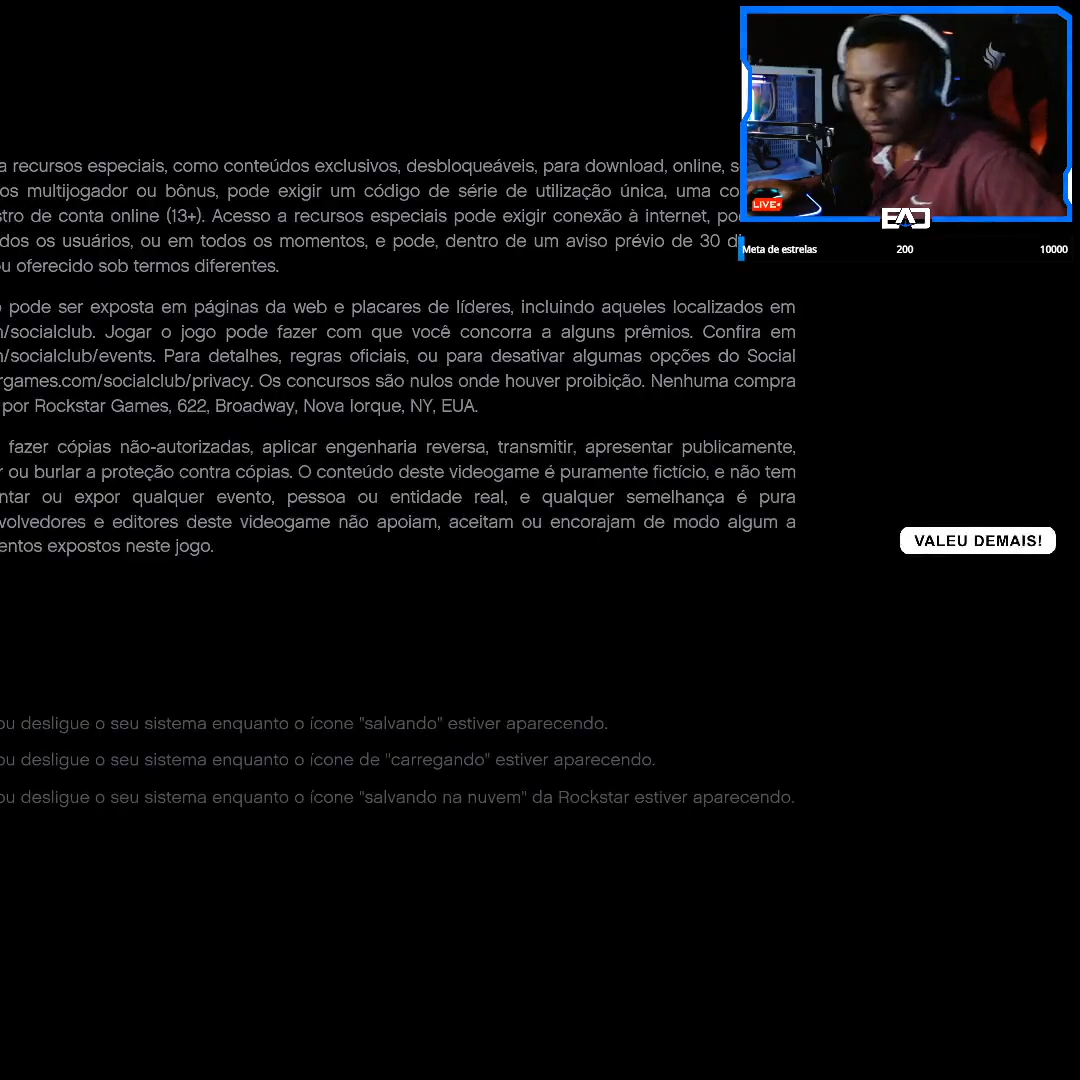 a recursos especiais, como conteúdos exclusivos, desbloqueáveis, para download, online, s
os multijogador ou bônus, pode exigir um código de série de utilização única, uma co
stro de conta online (13+). Acesso a recursos especiais pode exigir conexão à internet, po
dos os usuários, ou em todos os momentos, e pode, dentro de um aviso prévio de 30 di
u oferecido sob termos diferentes.
o pode ser exposta em páginas da web e placares de líderes, incluindo aqueles localizados em
n/socialclub. Jogar o jogo pode fazer com que você concorra a alguns prêmios. Confira em
n/socialclub/events. Para detalhes, regras oficiais, ou para desativar algumas opções do Social
rgames.com/socialclub/privacy. Os concursos são nulos onde houver proibição. Nenhuma compra
por Rockstar Games, 622, Broadway, Nova Iorque, NY, EUA.
fazer cópias não-autorizadas, aplicar engenharia reversa, transmitir, apresentar publicamente,
r ou burlar a proteção contra cópias. O conteúdo deste videogame é puramente fictício, e não tem
ntar ou expor qualquer evento, pessoa ou entidade real, e qualquer semelhança é pura
volvedores e editores deste videogame não apoiam, aceitam ou encorajam de modo algum a
entos expostos neste jogo.
LIVE
EAD
Meta de estrelas 200 10000
VALEU DEMAIS!
ou desligue o seu sistema enquanto o ícone "salvando" estiver aparecendo.
ou desligue o seu sistema enquanto o ícone de "carregando" estiver aparecendo.
ou desligue o seu sistema enquanto o ícone "salvando na nuvem" da Rockstar estiver aparecendo.